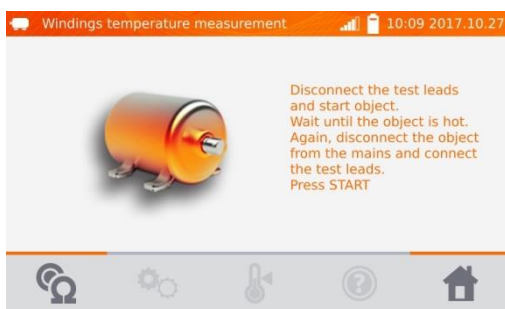 Windings temperature measurement 10:09 2017.10.27
Disconnect the test leads
and start object.
Wait until the object is hot.
Again, disconnect the object
from the mains and connect
the test leads.
Press START